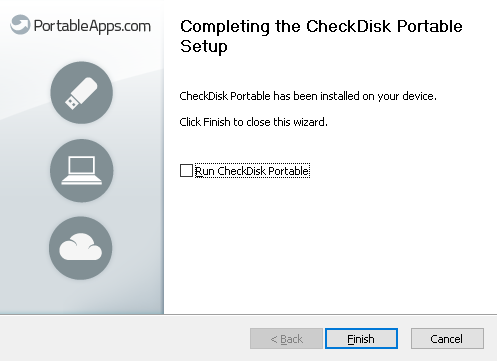 PortableApps.com
Completing the CheckDisk Portable
Setup
CheckDisk Portable has been installed on your device.
Click Finish to close this wizard.
Run CheckDisk Portable
< Back
Finish
Cancel